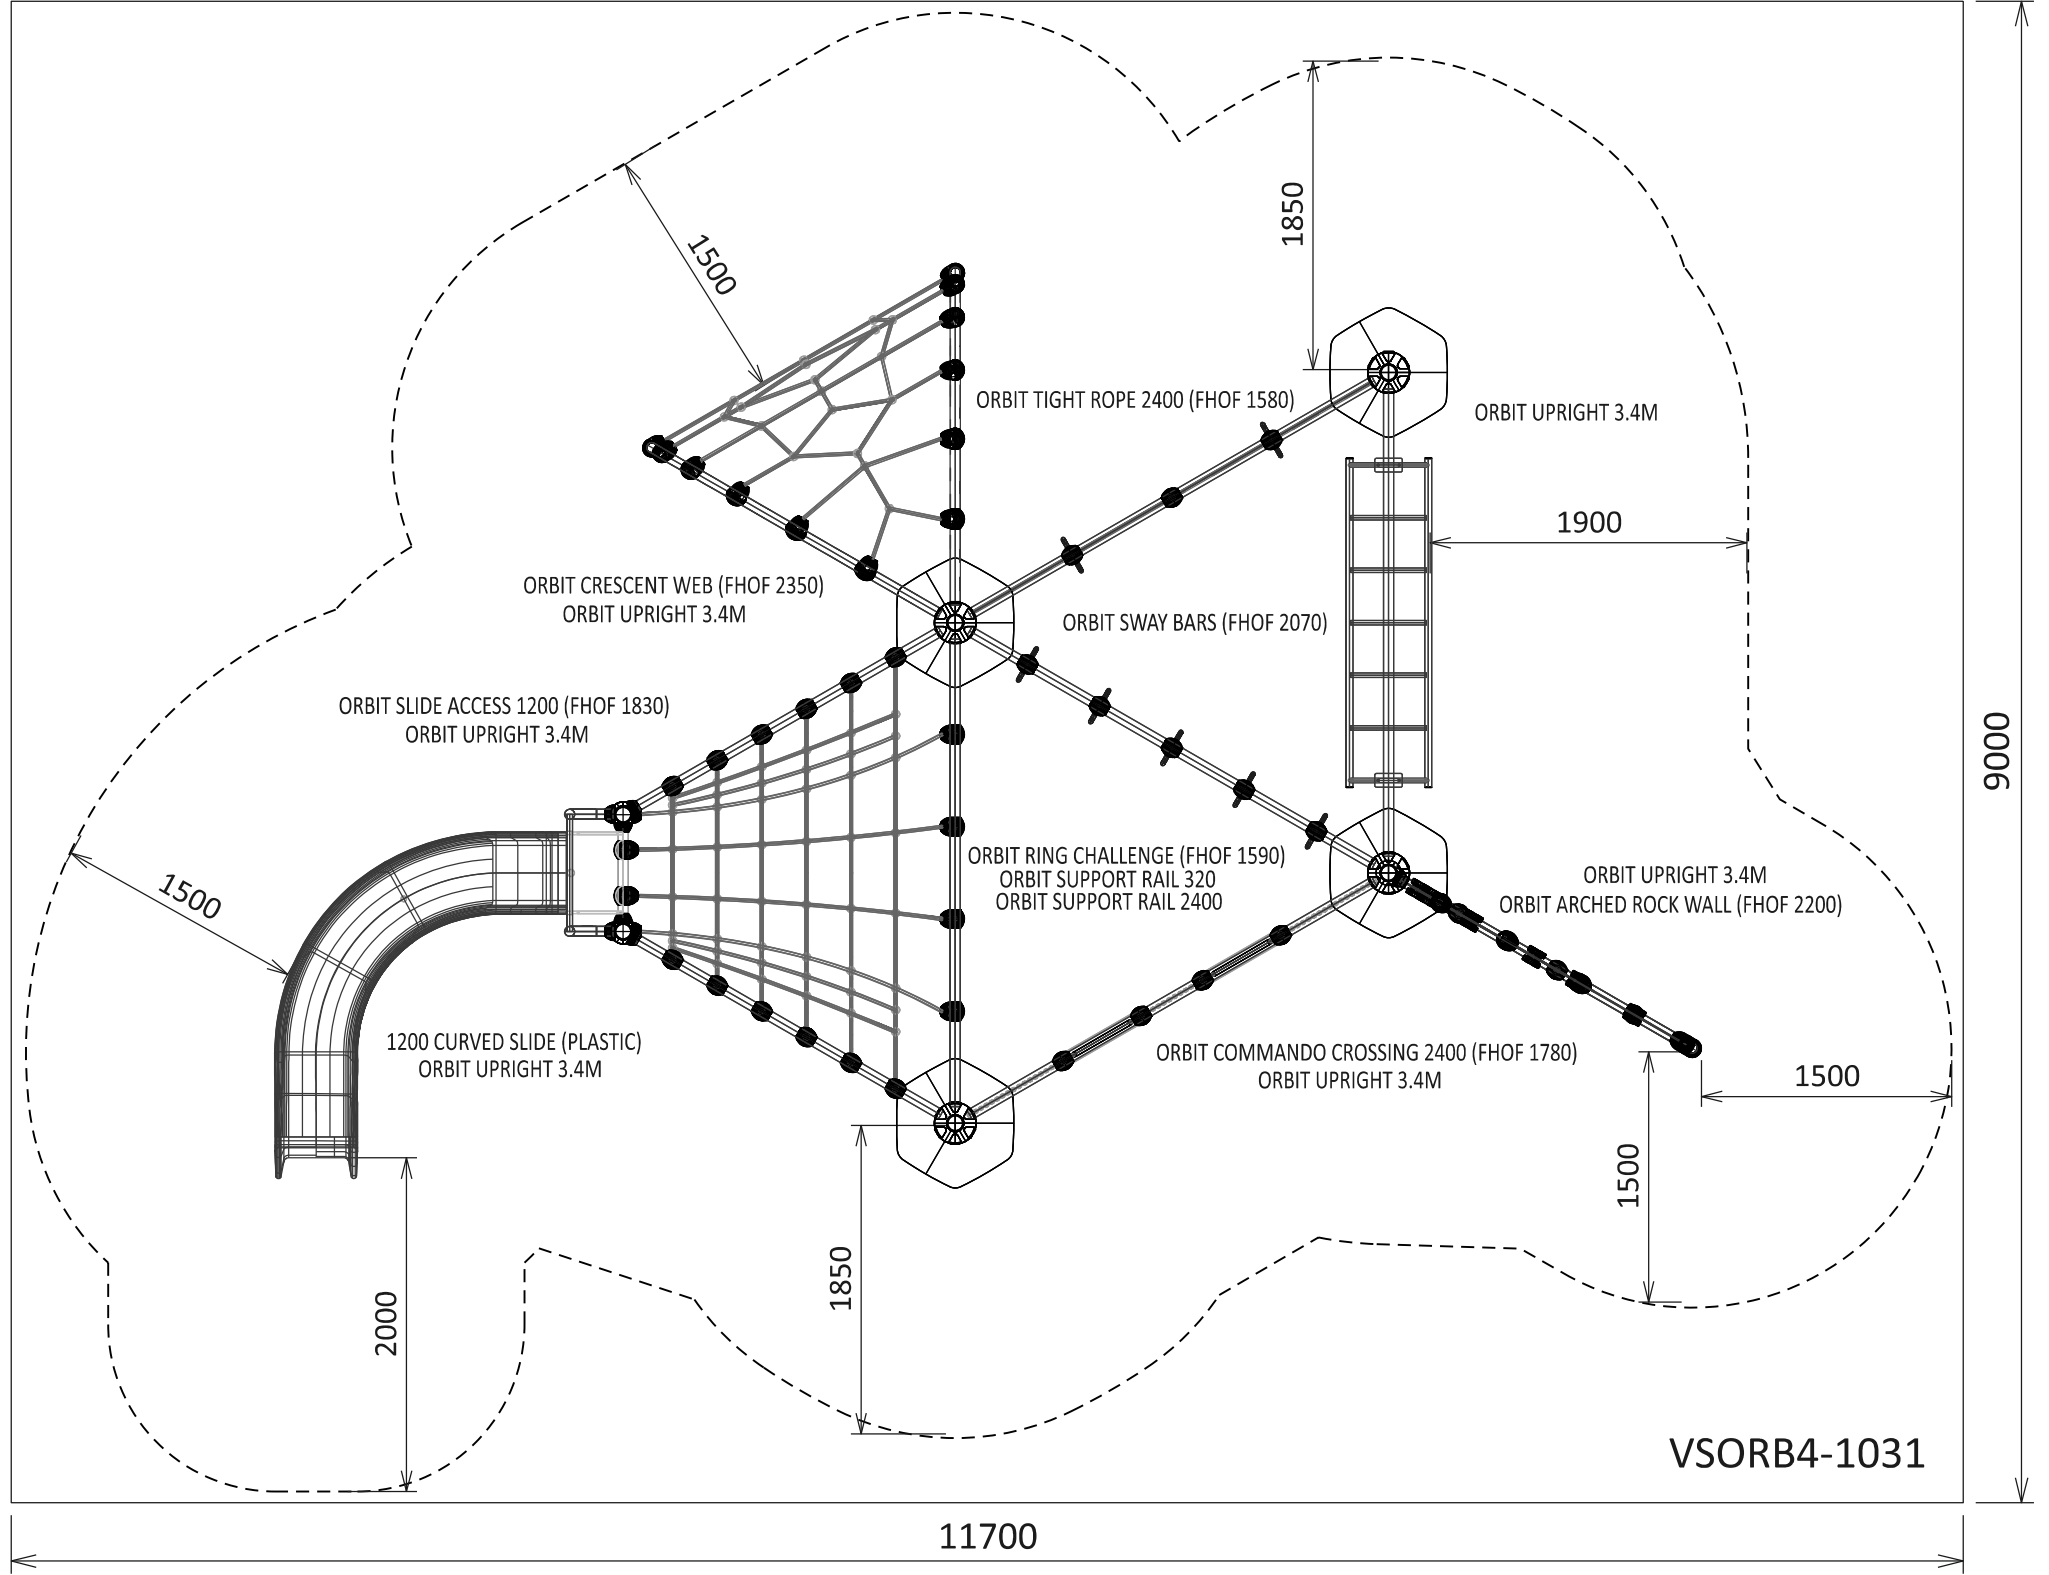 1850
1500
ORBIT TIGHT ROPE 2400 (FHOF 1580)
ORBIT UPRIGHT 3.4M
1900
ORBIT CRESCENT WEB (FHOF 2350)
ORBIT UPRIGHT 3.4M
ORBIT SWAY BARS (FHOF 2070)
ORBIT SLIDE ACCESS 1200 (FHOF 1830)
ORBIT UPRIGHT 3.4M
9000
ORBIT RING CHALLENGE (FHOF 1590)
ORBIT SUPPORT RAIL 320
ORBIT SUPPORT RAIL 2400
ORBIT UPRIGHT 3.4M
ORBIT ARCHED ROCK WALL (FHOF 2200)
1500
1200 CURVED SLIDE (PLASTIC)
ORBIT UPRIGHT 3.4M
ORBIT COMMANDO CROSSING 2400 (FHOF 1780)
ORBIT UPRIGHT 3.4M
1500
1500
1850
2000
VSORB4-1031
11700